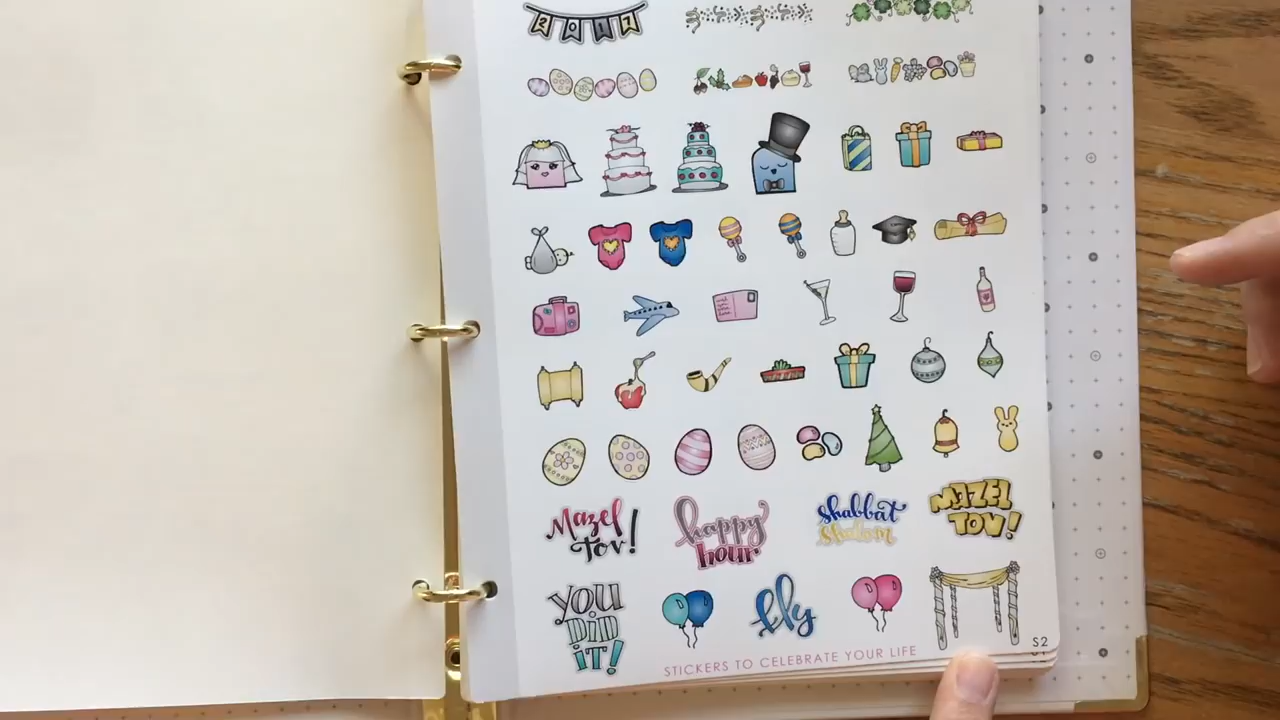 2017
Mazel
Tov!
happy
hour
shabbat
shalom
MAZEL
TOV!
YOU
DID
IT!
fly
STICKERS TO CELEBRATE YOUR LIFE
S2